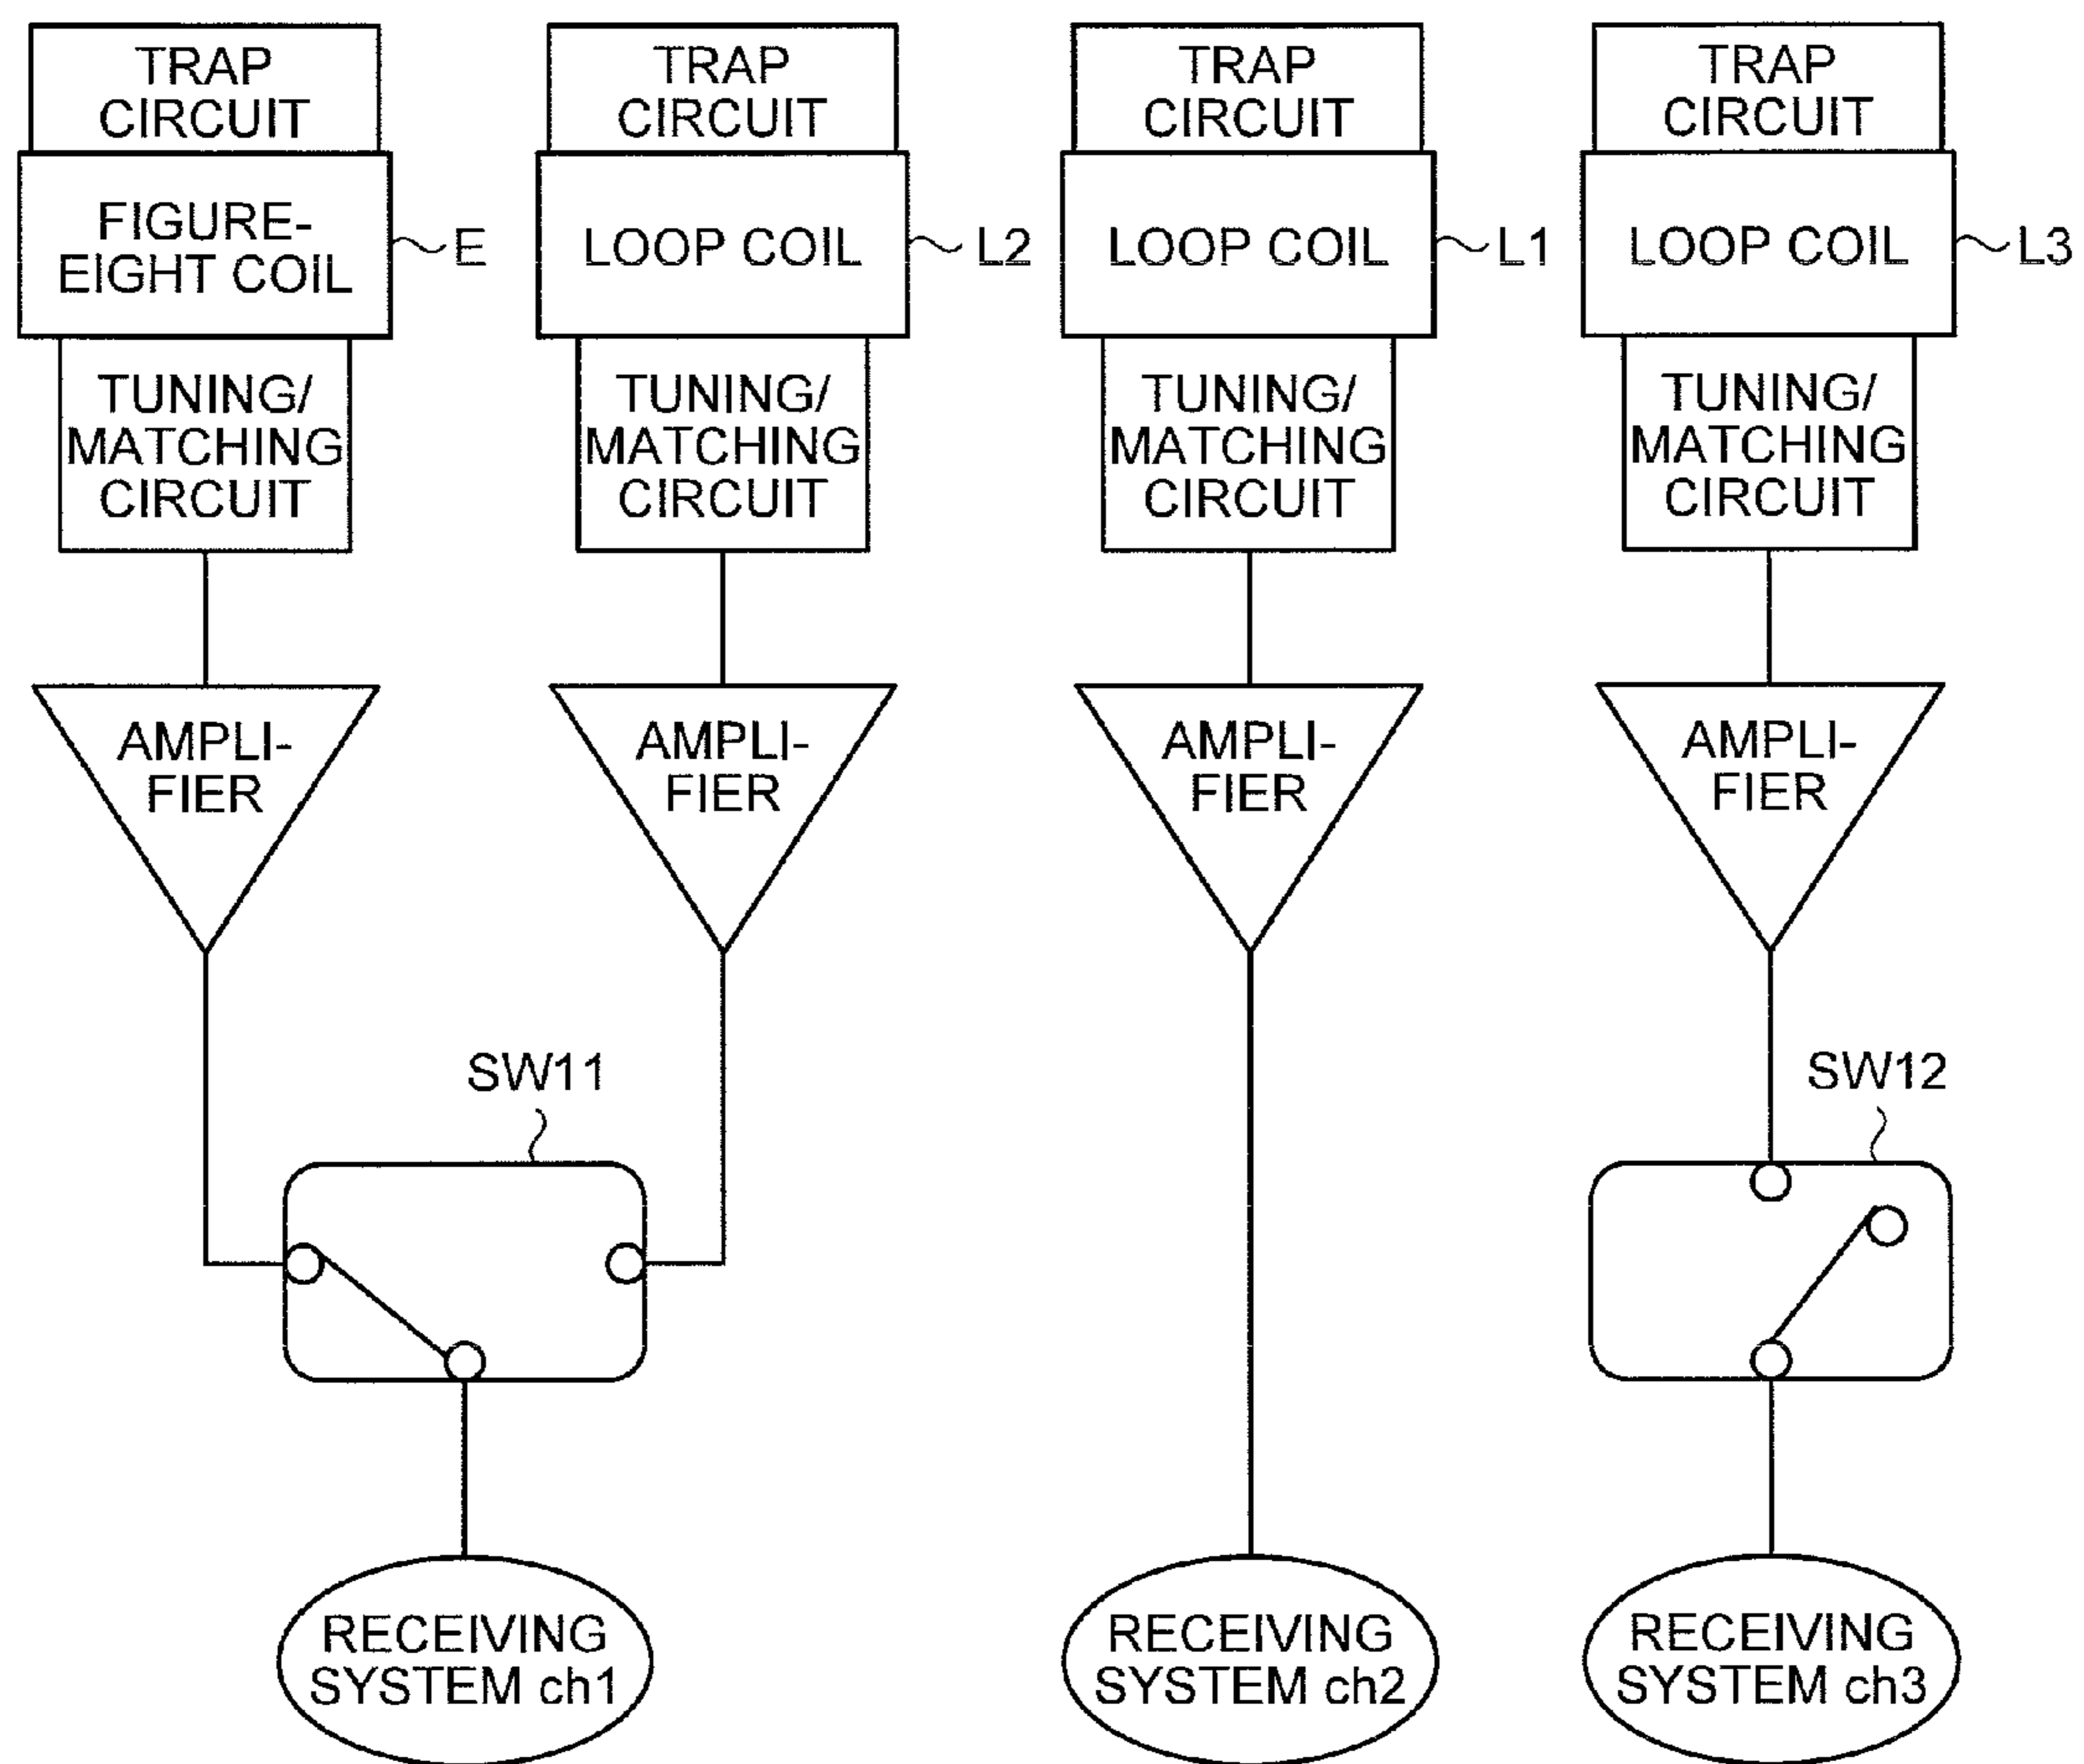 TRAP
CIRCUIT
TRAP
CIRCUIT
TRAP
CIRCUIT
TRAP
CIRCUIT
FIGURE-
EIGHT COIL
E
LOOP COIL
L2
LOOP COIL
L1
LOOP COIL
L3
TUNING/
MATCHING
CIRCUIT
TUNING/
MATCHING
CIRCUIT
TUNING/
MATCHING
CIRCUIT
TUNING/
MATCHING
CIRCUIT
AMPLI-
FIER
AMPLI-
FIER
AMPLI-
FIER
AMPLI-
FIER
SW11
SW12
RECEIVING
SYSTEM ch1
RECEIVING
SYSTEM ch2
RECEIVING
SYSTEM ch3